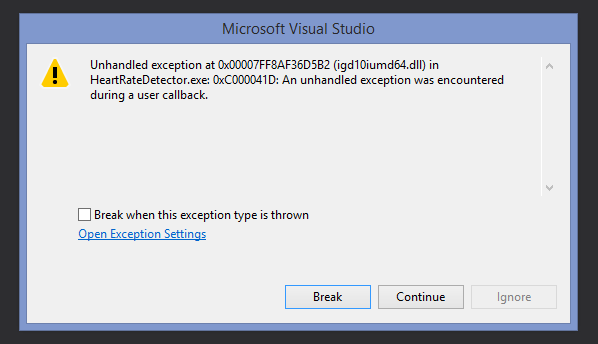 Microsoft Visual Studio
Unhandled exception at 0x00007FF8AF36D5B2 (igd10iumd64.dll) in
HeartRateDetector.exe: 0xC000041D: An unhandled exception was encountered
during a user callback.
Break when this exception type is thrown
Open Exception Settings
Break Continue Ignore